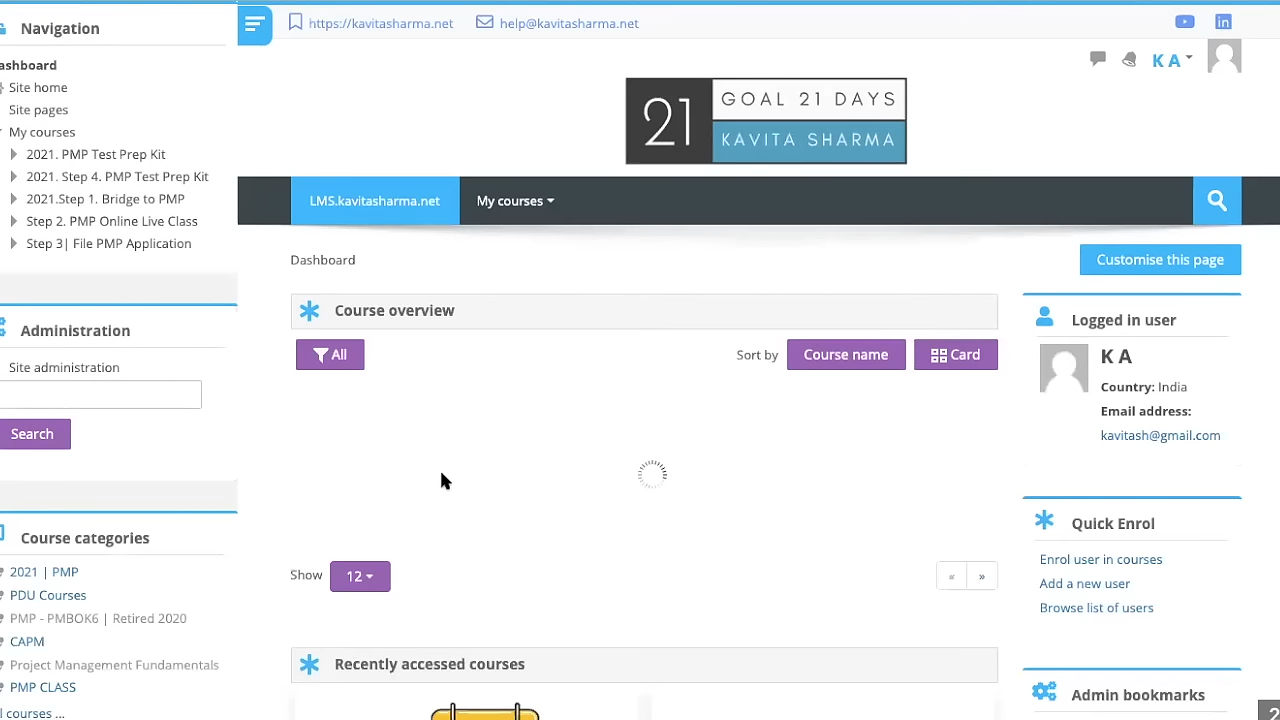 Navigation
ashboard
Site home
Site pages
My courses
2021. PMP Test Prep Kit
2021. Step 4. PMP Test Prep Kit
2021.Step 1. Bridge to PMP
Step 2. PMP Online Live Class
Step 3| File PMP Application
Administration
Site administration
Search
Course categories
2021 | PMP
PDU Courses
PMP - PMBOK6 | Retired 2020
CAPM
Project Management Fundamentals
PMP CLASS
l courses ...
https://kavitasharma.net
help@kavitasharma.net
K A
21
GOAL 21 DAYS
KAVITA SHARMA
LMS.kavitasharma.net
My courses
Dashboard
Customise this page
Course overview
All
Sort by
Course name
Card
Show
12
«
»
Recently accessed courses
Logged in user
K A
Country: India
Email address:
kavitash@gmail.com
Quick Enrol
Enrol user in courses
Add a new user
Browse list of users
Admin bookmarks